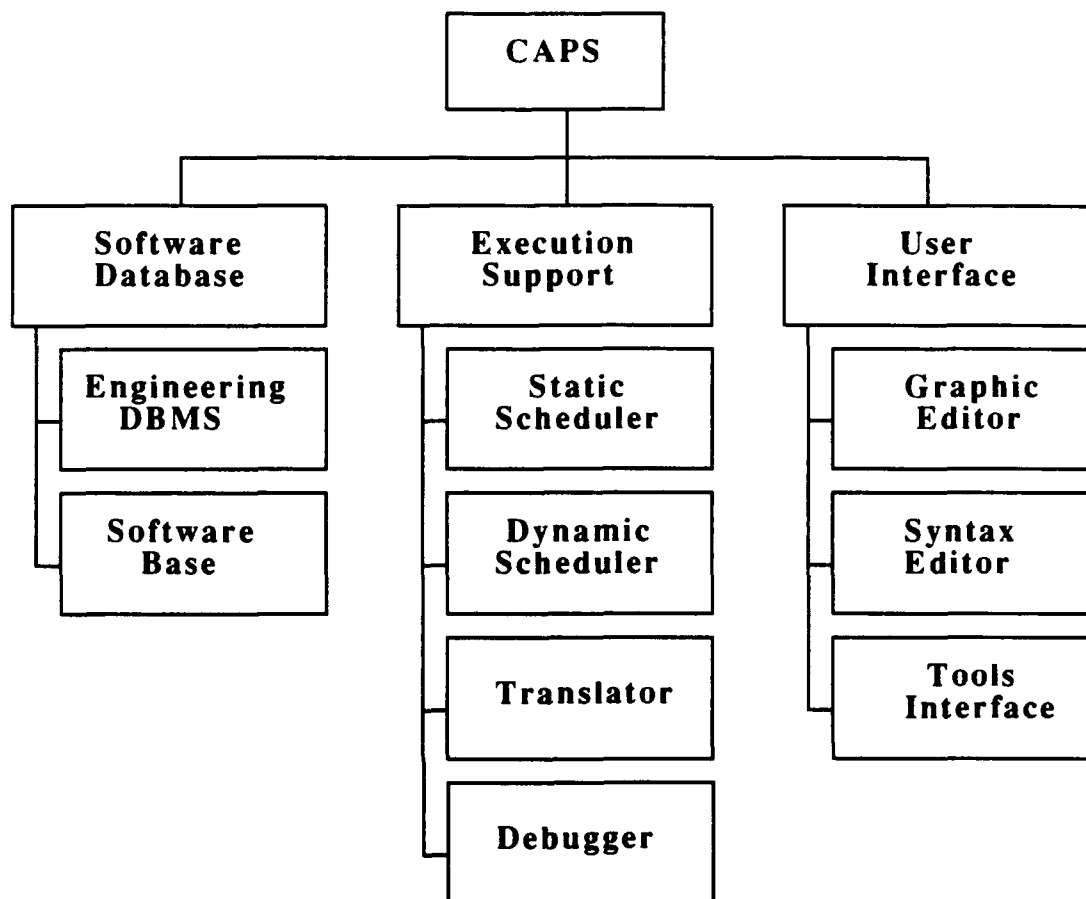 CAPS
Software
Database
Execution
Support
User
Interface
Engineering
DBMS
Static
Scheduler
Graphic
Editor
Software
Base
Dynamic
Scheduler
Syntax
Editor
Translator
Tools
Interface
Debugger